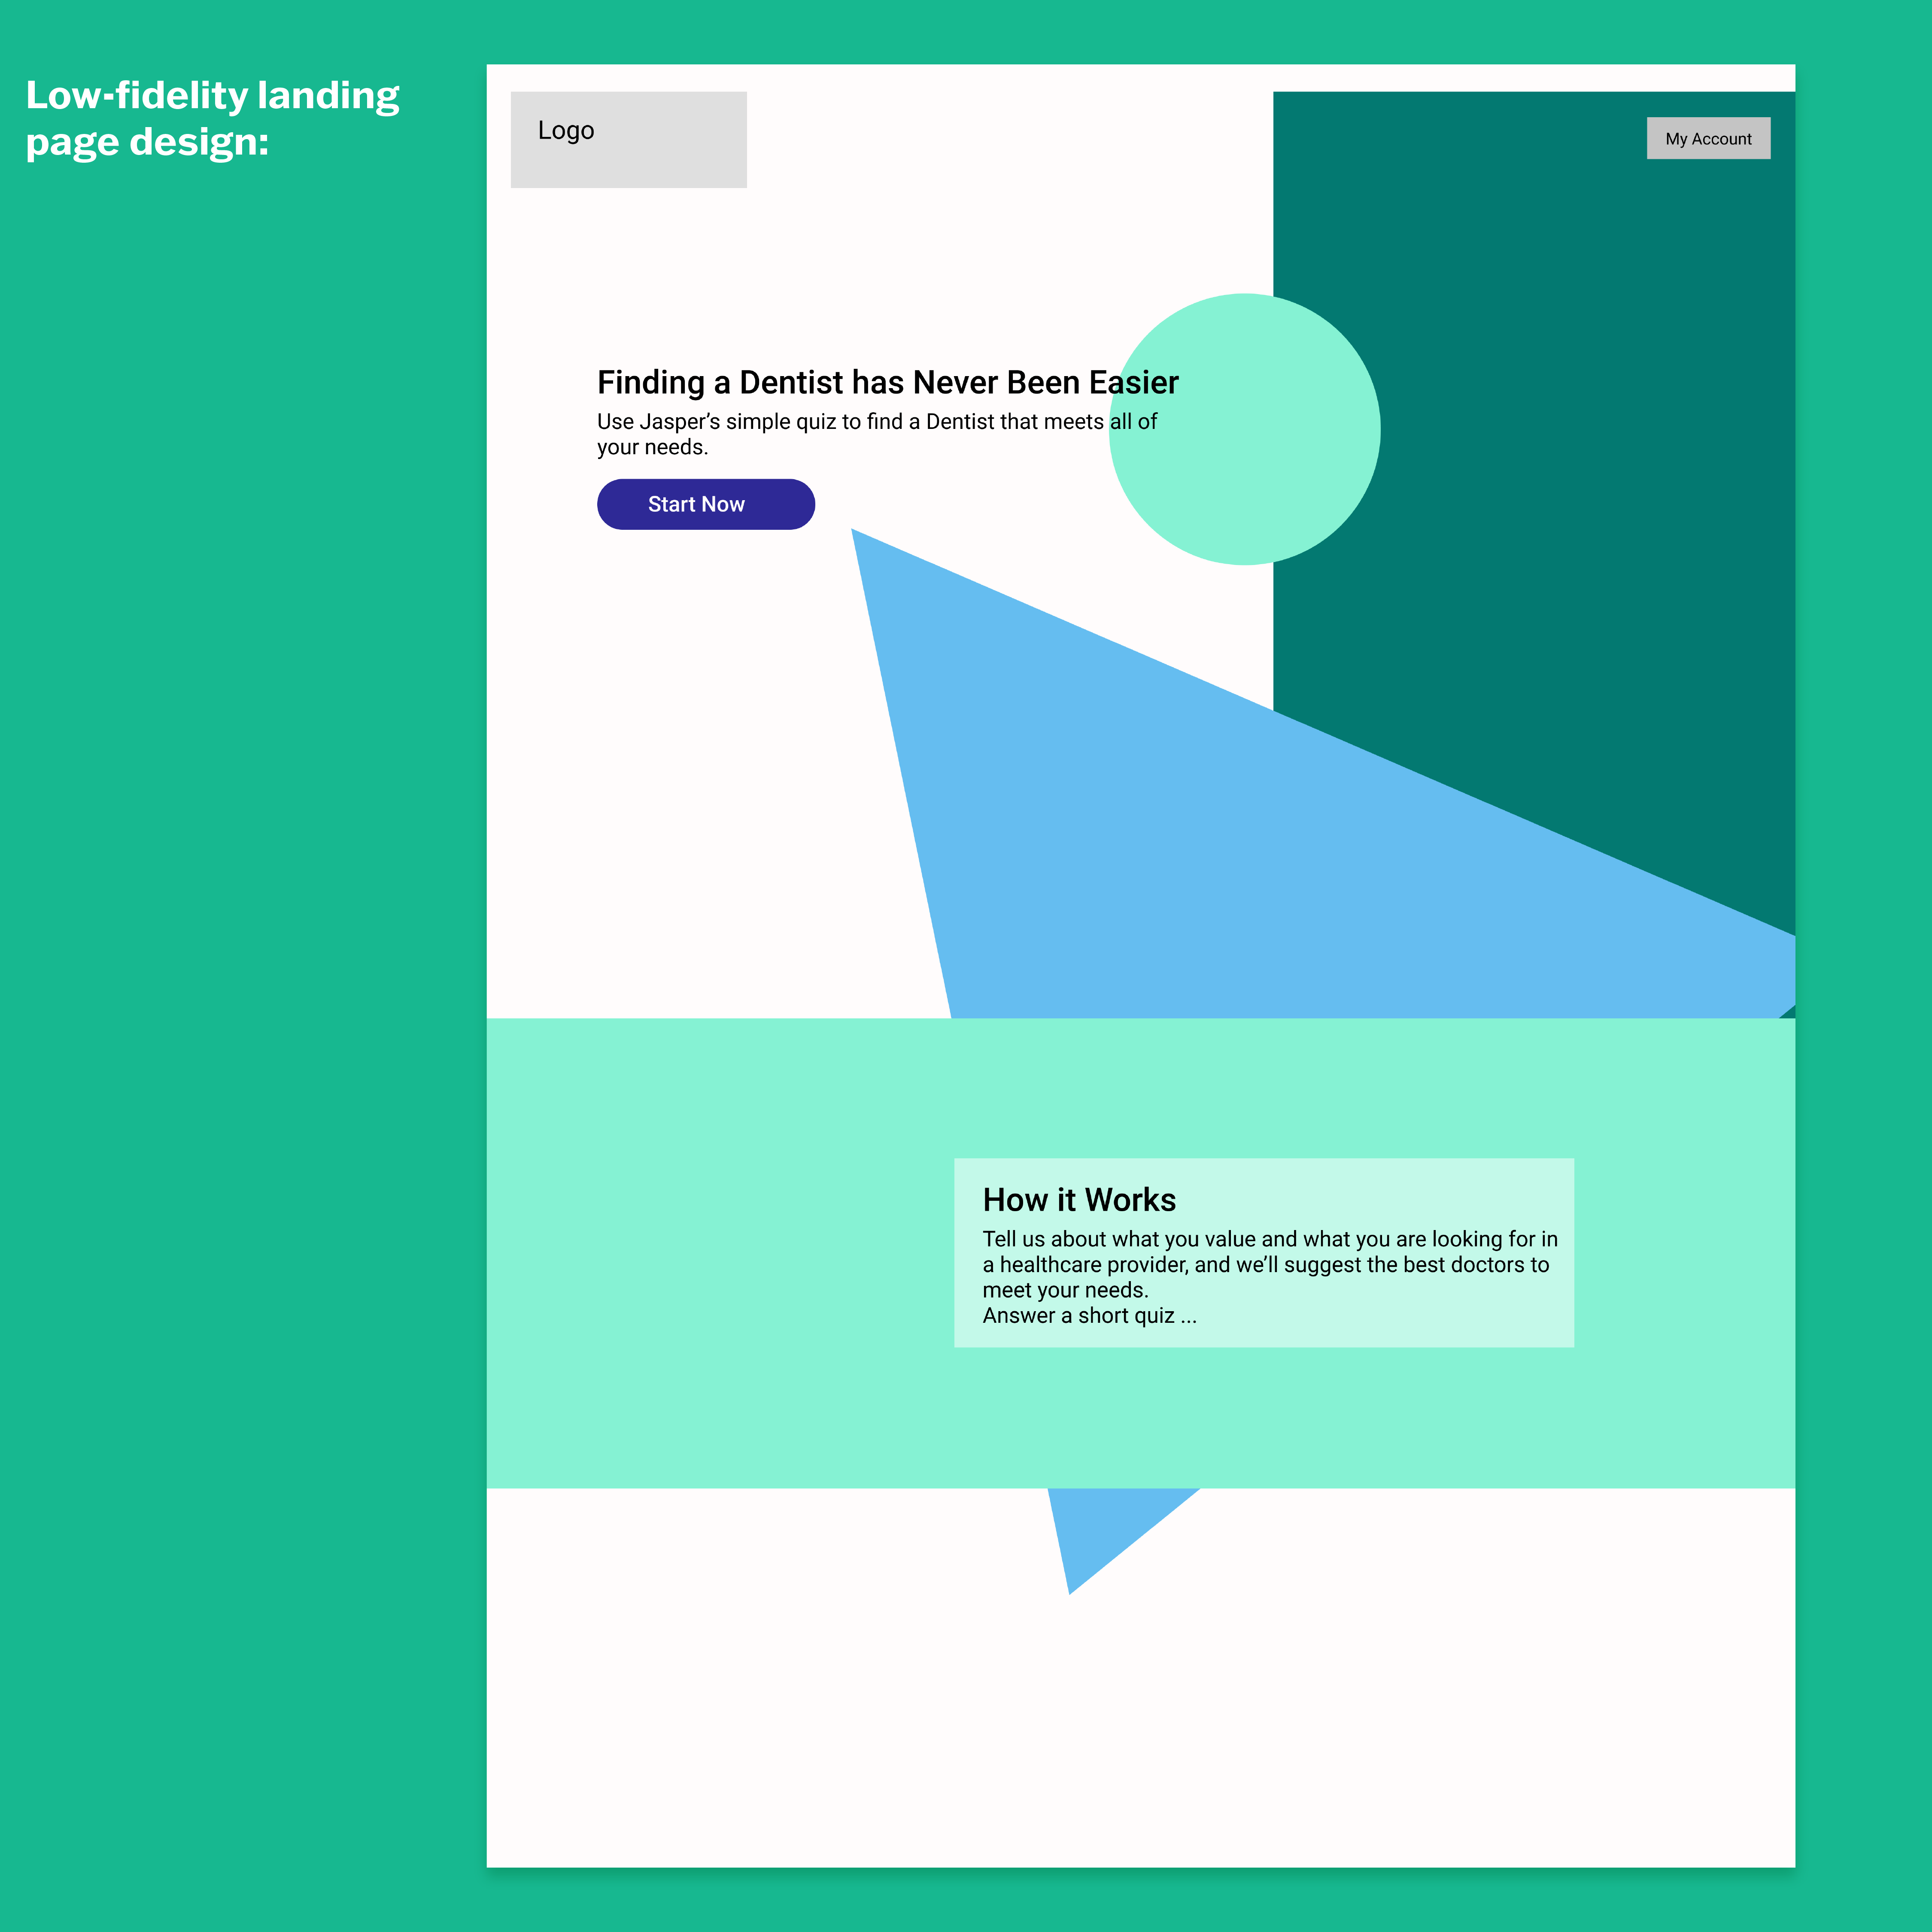 Low-fidelity landing
page design:
Logo
My Account
Finding a Dentist has Never Been Easier
Use Jasper’s simple quiz to find a Dentist that meets all of
your needs.
Start Now
How it Works
Tell us about what you value and what you are looking for in
a healthcare provider, and we’ll suggest the best doctors to
meet your needs.
Answer a short quiz ...